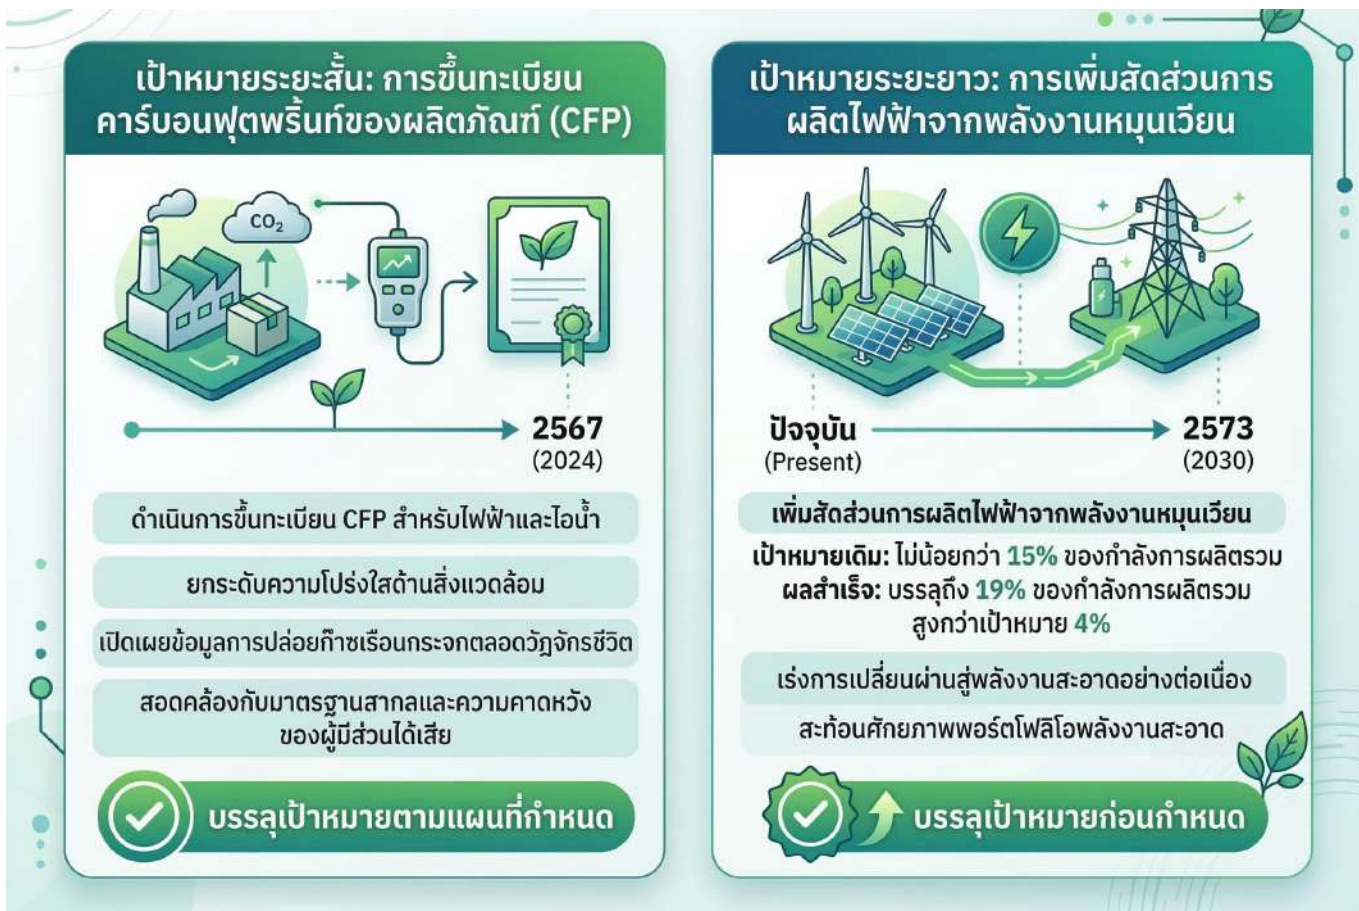 เป้าหมายระยะสั้น: การขึ้นทะเบียน
คาร์บอนฟุตพริ้นท์ของผลิตภัณฑ์ (CFP)
CO₂
2567
(2024)
ดำเนินการขึ้นทะเบียน CFP สำหรับไฟฟ้าและไอน้ำ
ยกระดับความโปร่งใสด้านสิ่งแวดล้อม
เปิดเผยข้อมูลการปล่อยก๊าซเรือนกระจกตลอดวัฏจักรชีวิต
สอดคล้องกับมาตรฐานสากลและความคาดหวัง
ของผู้มีส่วนได้เสีย
บรรลุเป้าหมายตามแผนที่กำหนด
เป้าหมายระยะยาว: การเพิ่มสัดส่วนการ
ผลิตไฟฟ้าจากพลังงานหมุนเวียน
ปัจจุบัน
(Present)
2573
(2030)
เพิ่มสัดส่วนการผลิตไฟฟ้าจากพลังงานหมุนเวียน
เป้าหมายเดิม: ไม่น้อยกว่า 15% ของกำลังการผลิตรวม
ผลสำเร็จ: บรรลุถึง 19% ของกำลังการผลิตรวม
สูงกว่าเป้าหมาย 4%
เร่งการเปลี่ยนผ่านสู่พลังงานสะอาดอย่างต่อเนื่อง
สะท้อนศักยภาพพอร์ตโฟลิโอพลังงานสะอาด
บรรลุเป้าหมายก่อนกำหนด